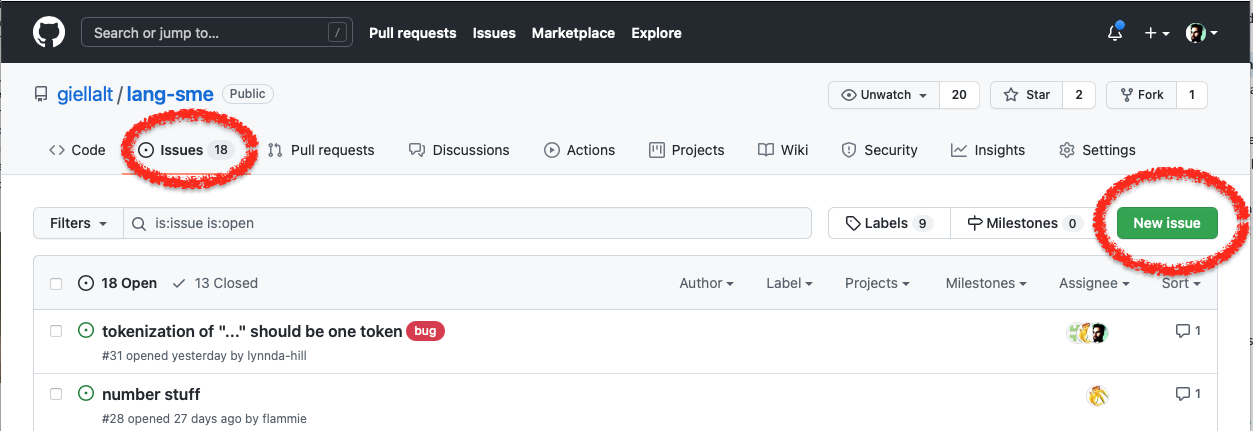 Search or jump to… / Pull requests Issues Marketplace Explore
giellalt / lang-sme Public Unwatch 20 Star 2 Fork 1
Code Issues 18 Pull requests Discussions Actions Projects Wiki Security Insights Settings
Filters is:issue is:open Labels 9 Milestones 0 New issue
18 Open 13 Closed Author Label Projects Milestones Assignee Sort
tokenization of "…" should be one token bug 1
#31 opened yesterday by lynnda-hill
number stuff 1
#28 opened 27 days ago by flammie